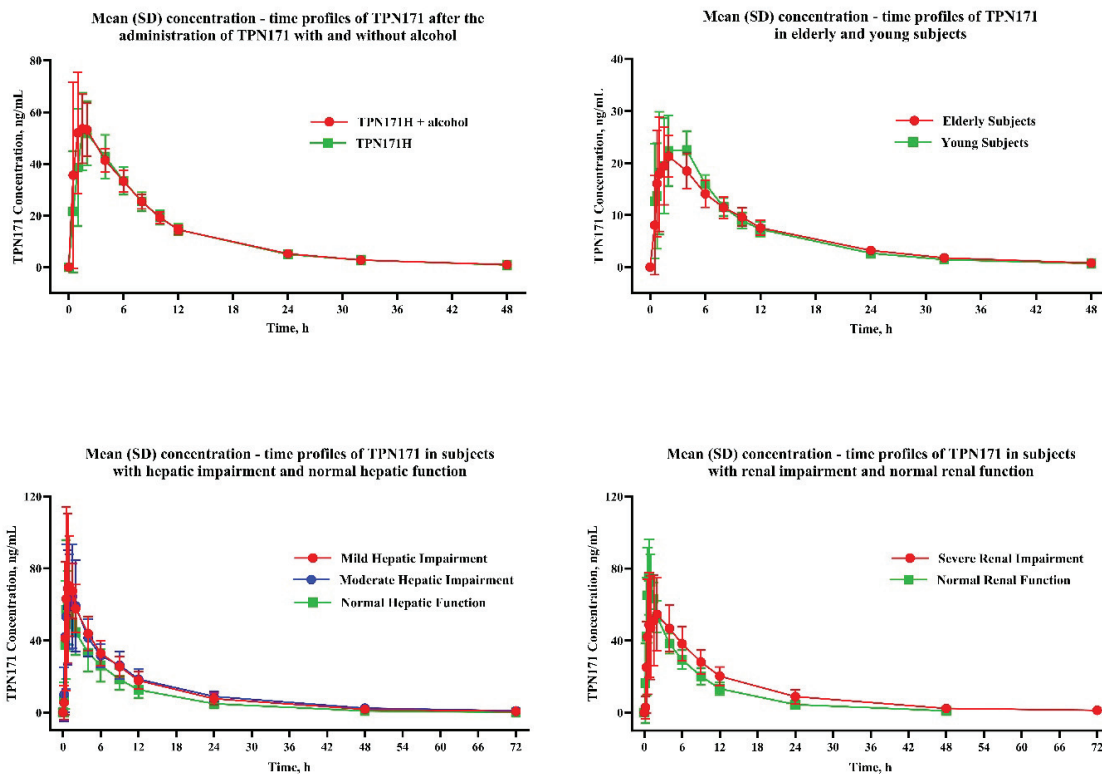 Mean (SD) concentration - time profiles of TPN171 after the
administration of TPN171 with and without alcohol
80
60
40
20
0
TPN171 Concentration, ng/mL
TPN171H + alcohol
TPN171H
0 6 12 18 24 30 36 42 48
Time, h
Mean (SD) concentration - time profiles of TPN171
in elderly and young subjects
40
30
20
10
0
TPN171 Concentration, ng/mL
Elderly Subjects
Young Subjects
0 6 12 18 24 30 36 42 48
Time, h
Mean (SD) concentration - time profiles of TPN171 in subjects
with hepatic impairment and normal hepatic function
120
80
40
0
TPN171 Concentration, ng/mL
Mild Hepatic Impairment
Moderate Hepatic Impairment
Normal Hepatic Function
0 6 12 18 24 30 36 42 48 54 60 66 72
Time, h
Mean (SD) concentration - time profiles of TPN171 in subjects
with renal impairment and normal renal function
120
80
40
0
TPN171 Concentration, ng/mL
Severe Renal Impairment
Normal Renal Function
0 6 12 18 24 30 36 42 48 54 60 66 72
Time, h